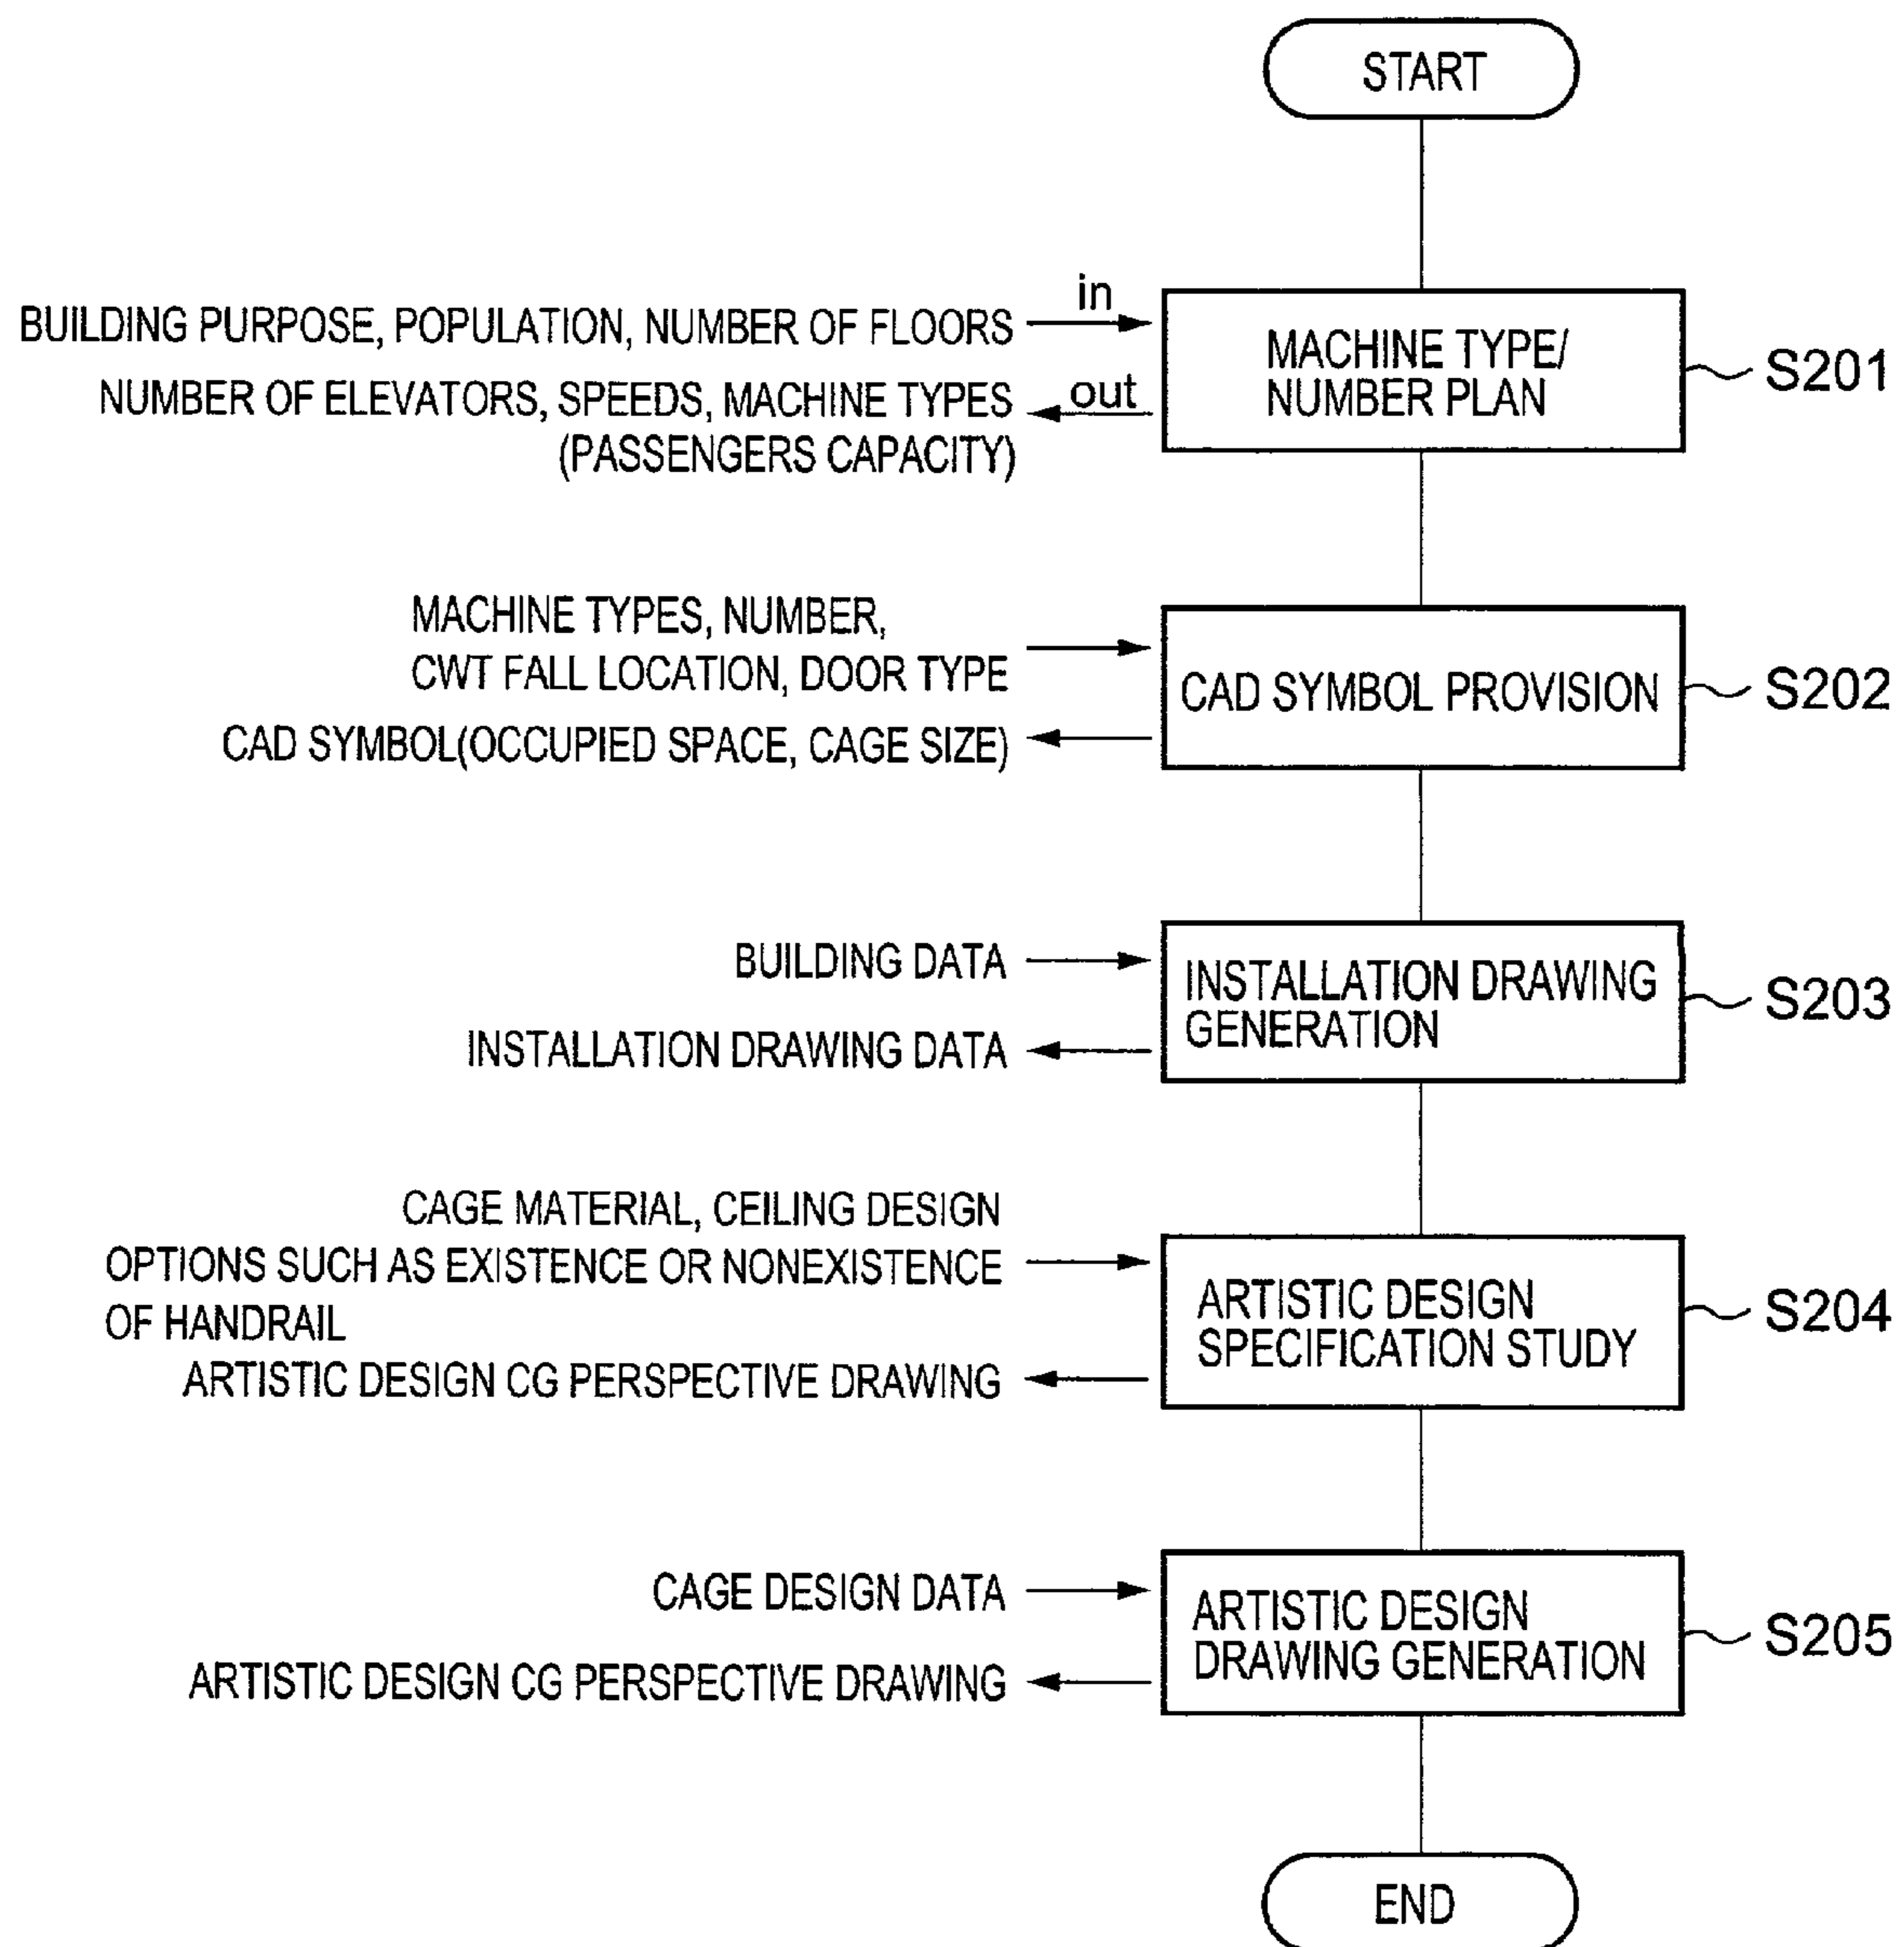 START
in
BUILDING PURPOSE, POPULATION, NUMBER OF FLOORS
NUMBER OF ELEVATORS, SPEEDS, MACHINE TYPES
(PASSENGERS CAPACITY)
out
MACHINE TYPE/
NUMBER PLAN
S201
MACHINE TYPES, NUMBER,
CWT FALL LOCATION, DOOR TYPE
CAD SYMBOL(OCCUPIED SPACE, CAGE SIZE)
CAD SYMBOL PROVISION
S202
BUILDING DATA
INSTALLATION DRAWING DATA
INSTALLATION DRAWING
GENERATION
S203
CAGE MATERIAL, CEILING DESIGN
OPTIONS SUCH AS EXISTENCE OR NONEXISTENCE
OF HANDRAIL
ARTISTIC DESIGN CG PERSPECTIVE DRAWING
ARTISTIC DESIGN
SPECIFICATION STUDY
S204
CAGE DESIGN DATA
ARTISTIC DESIGN CG PERSPECTIVE DRAWING
ARTISTIC DESIGN
DRAWING GENERATION
S205
END